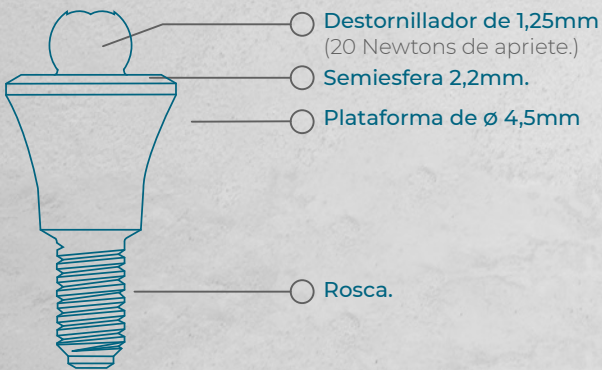 Destornillador de 1,25mm
(20 Newtons de apriete.)
Semiesfera 2,2mm.
Plataforma de ø 4,5mm
Rosca.